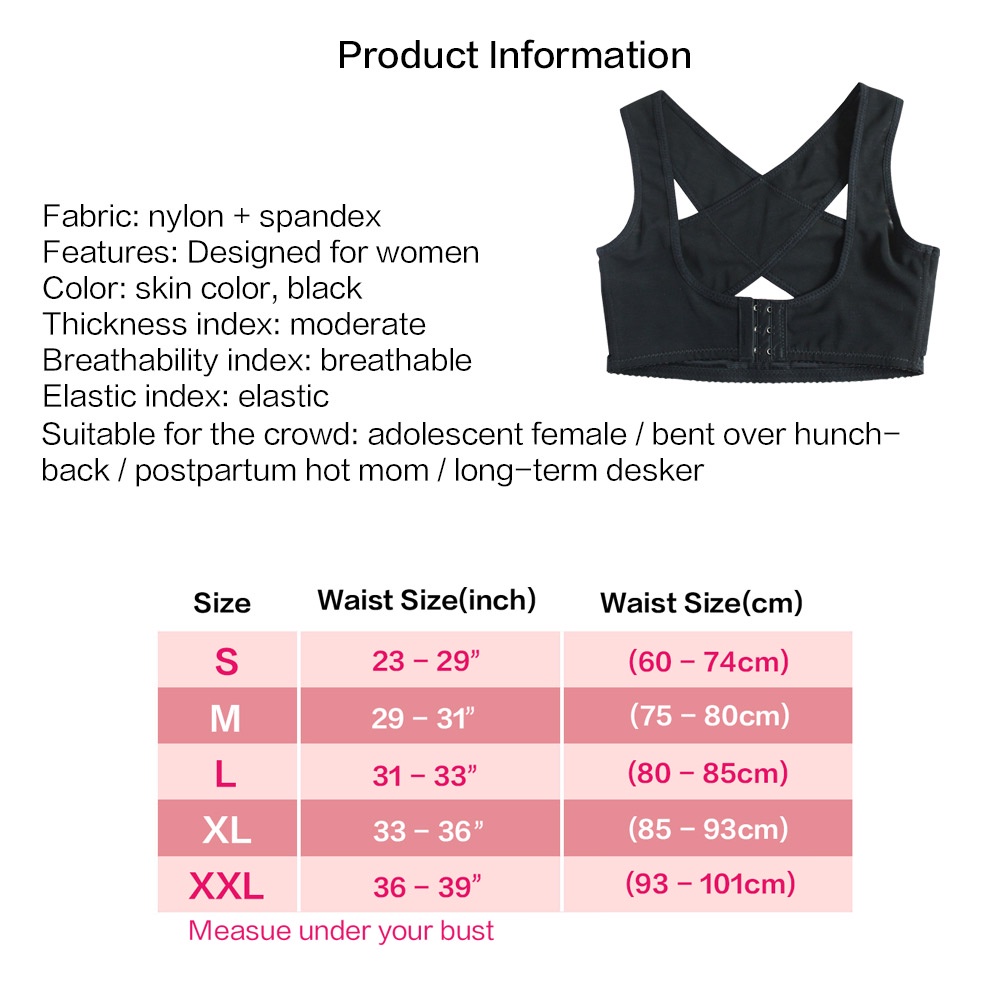 Product Information
Fabric: nylon + spandex
Features: Designed for women
Color: skin color, black
Thickness index: moderate
Breathability index: breathable
Elastic index: elastic
Suitable for the crowd: adolescent female / bent over hunch-
back / postpartum hot mom / long-term desker
Size Waist Size(inch) Waist Size(cm)
S 23 – 29” (60 – 74cm)
M 29 – 31” (75 – 80cm)
L 31 – 33” (80 – 85cm)
XL 33 – 36” (85 – 93cm)
XXL 36 – 39” (93 – 101cm)
Measue under your bust